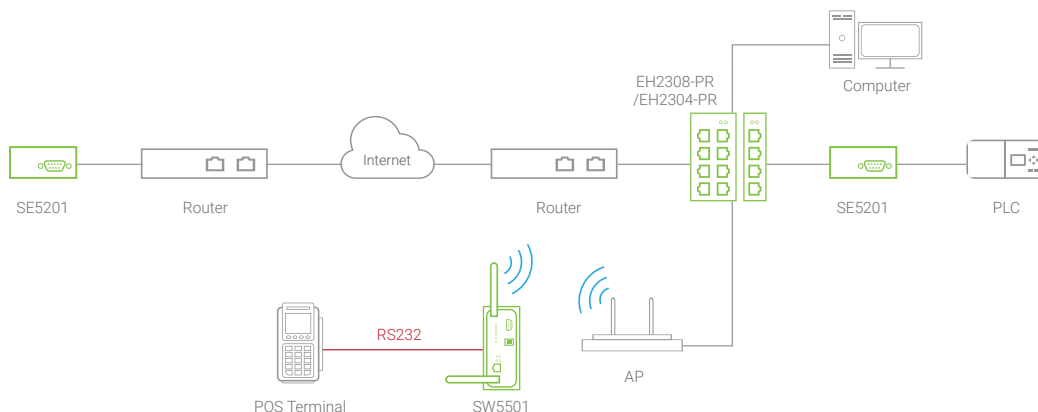 EH2308-PR
/EH2304-PR
Computer
Internet
SE5201
Router
Router
SE5201
PLC
RS232
AP
POS Terminal
SW5501